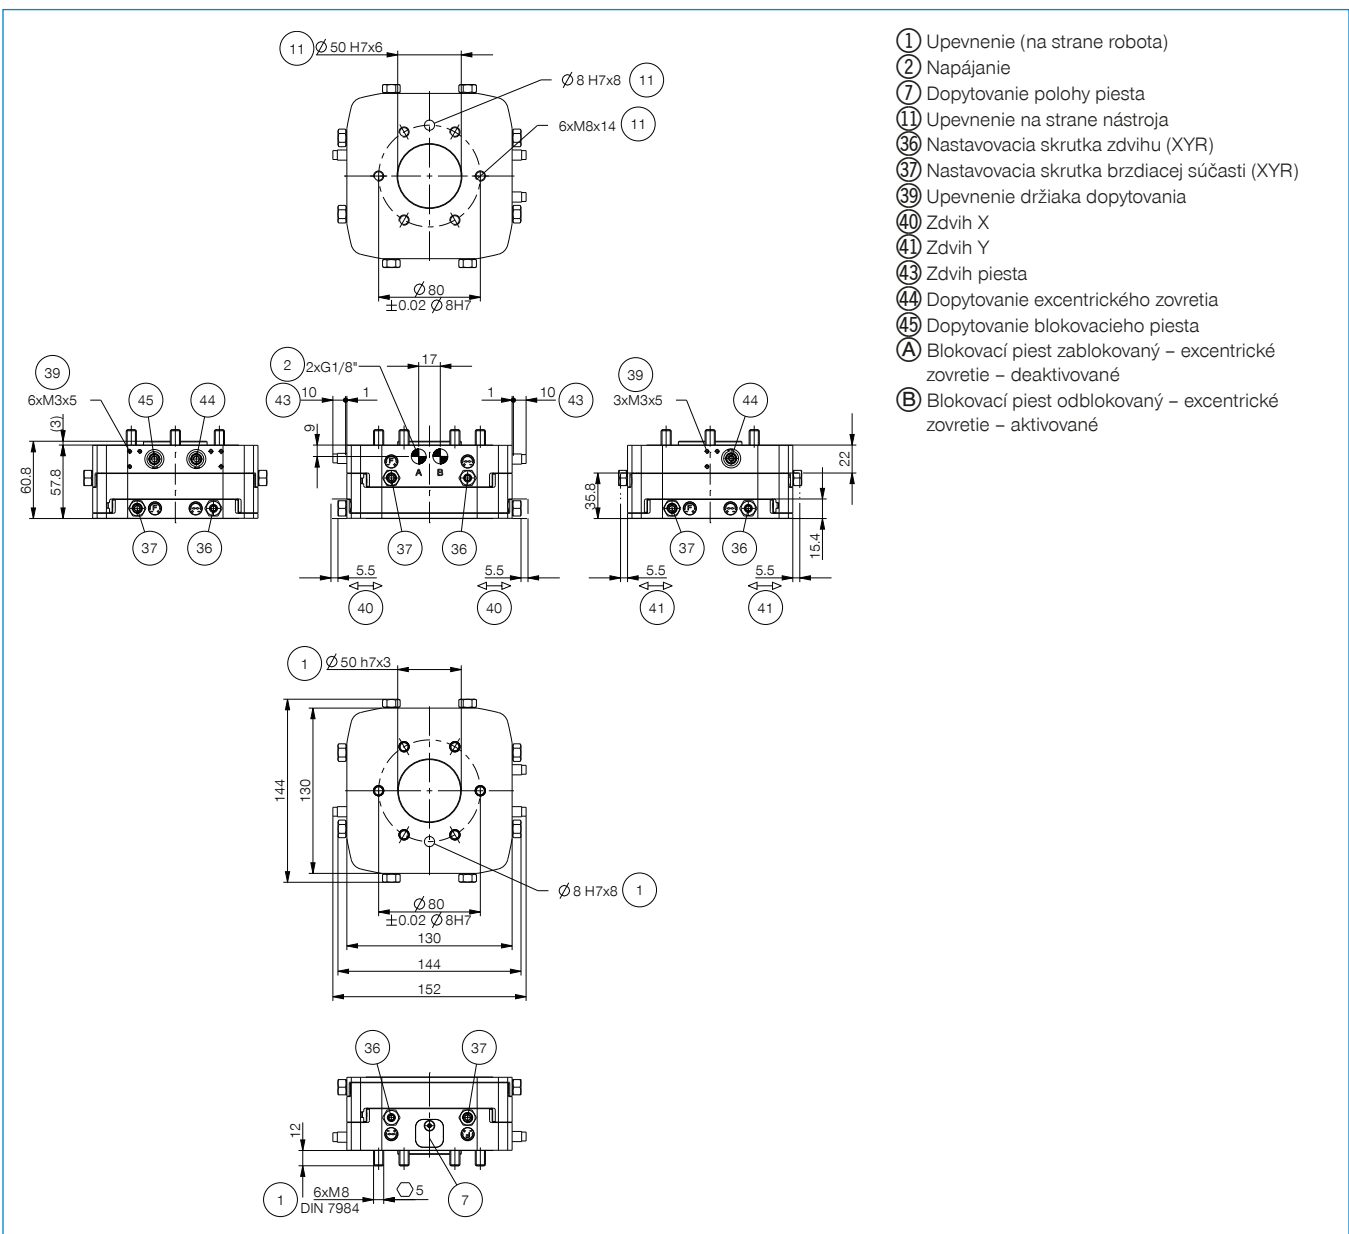 11 Ø 50 H7x6
Ø 8 H7x8 11
6xM8x14 11
Ø 80
±0.02 Ø 8H7
1 Upevnenie (na strane robota)
2 Napájanie
7 Dopytovanie polohy piesta
11 Upevnenie na strane nástroja
36 Nastavovacia skrutka zdvihu (XYR)
37 Nastavovacia skrutka brzdiacej súčasti (XYR)
39 Upevnenie držiaka dopytovania
40 Zdvih X
41 Zdvih Y
43 Zdvih piesta
44 Dopytovanie excentrického zovretia
45 Dopytovanie blokovacieho piesta
A Blokovací piest zablokovaný – excentrické
zovretie – deaktivované
B Blokovací piest odblokovaný – excentrické
zovretie – aktivované
39
6xM3x5
45
44
(3)
60.8
57.8
37
36
2 2xG1/8"
17
43 10 1
1 10 43
9
A B
37
36
5.5
5.5
40
40
39
3xM3x5
44
22
35.8
15.4
37
36
5.5
5.5
41
41
1 Ø 50 h7x3
144
130
Ø 8 H7x8 1
Ø 80
±0.02 Ø 8H7
130
144
152
36
37
12
1 6xM8
DIN 7984
5
7